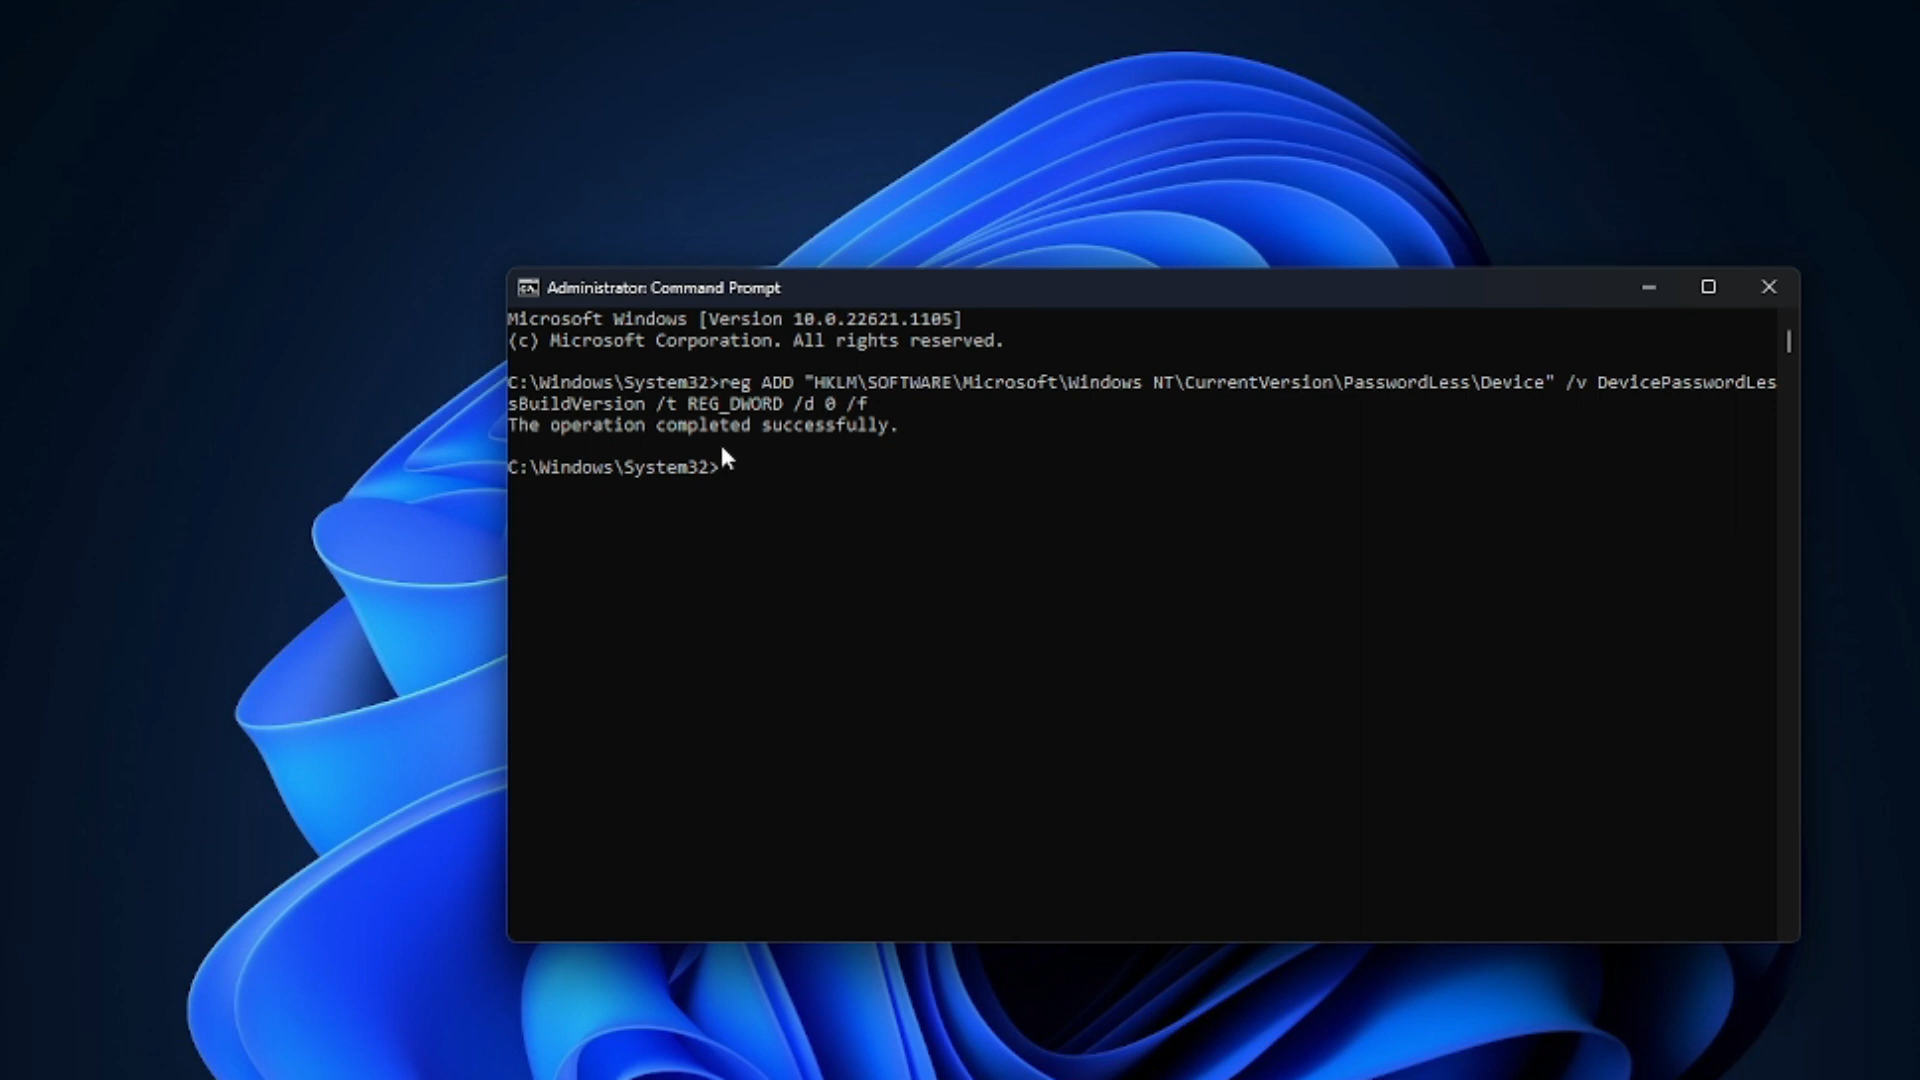 Administrator: Command Prompt
Microsoft Windows [Version 10.0.22621.1105]
(c) Microsoft Corporation. All rights reserved.
C:\Windows\System32>reg ADD "HKLM\SOFTWARE\Microsoft\Windows NT\CurrentVersion\PasswordLess\Device" /v DevicePasswordLes
sBuildVersion /t REG_DWORD /d 0 /f
The operation completed successfully.
C:\Windows\System32>